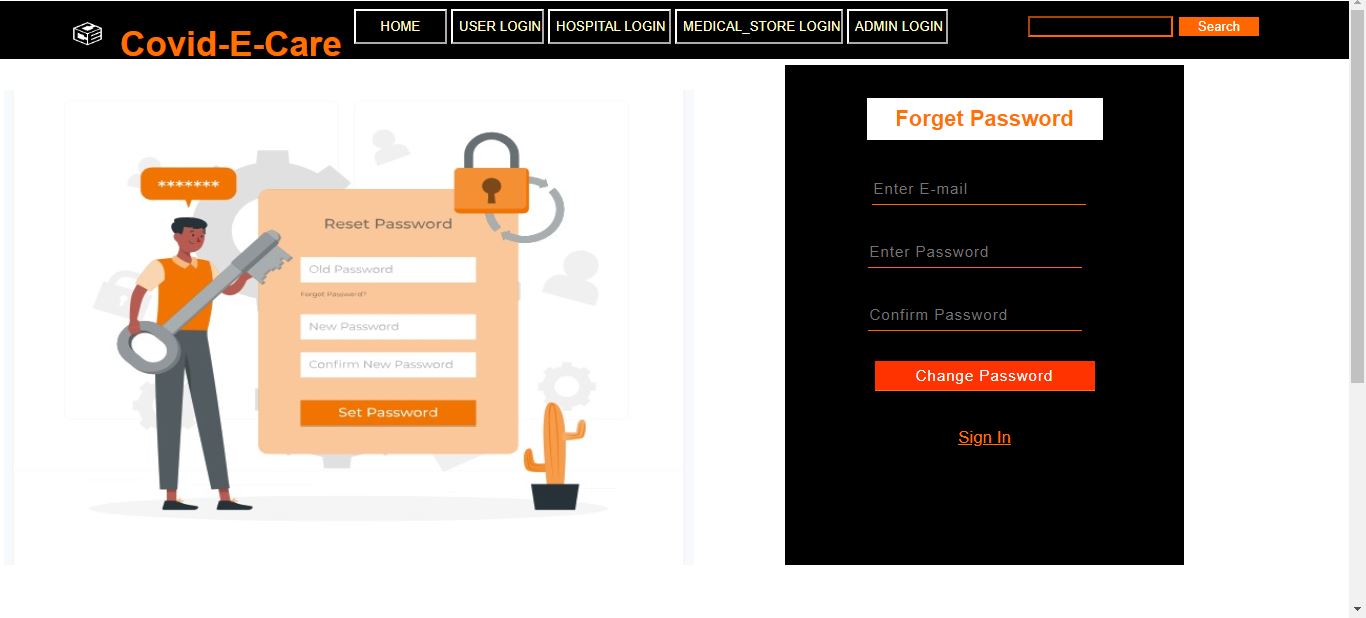 Covid-E-Care
HOME
USER LOGIN
HOSPITAL LOGIN
MEDICAL_STORE LOGIN
ADMIN LOGIN
Search
*******
Reset Password
Old Password
Forgot Password?
New Password
Confirm New Password
Set Password
Forget Password
Enter E-mail
Enter Password
Confirm Password
Change Password
Sign In